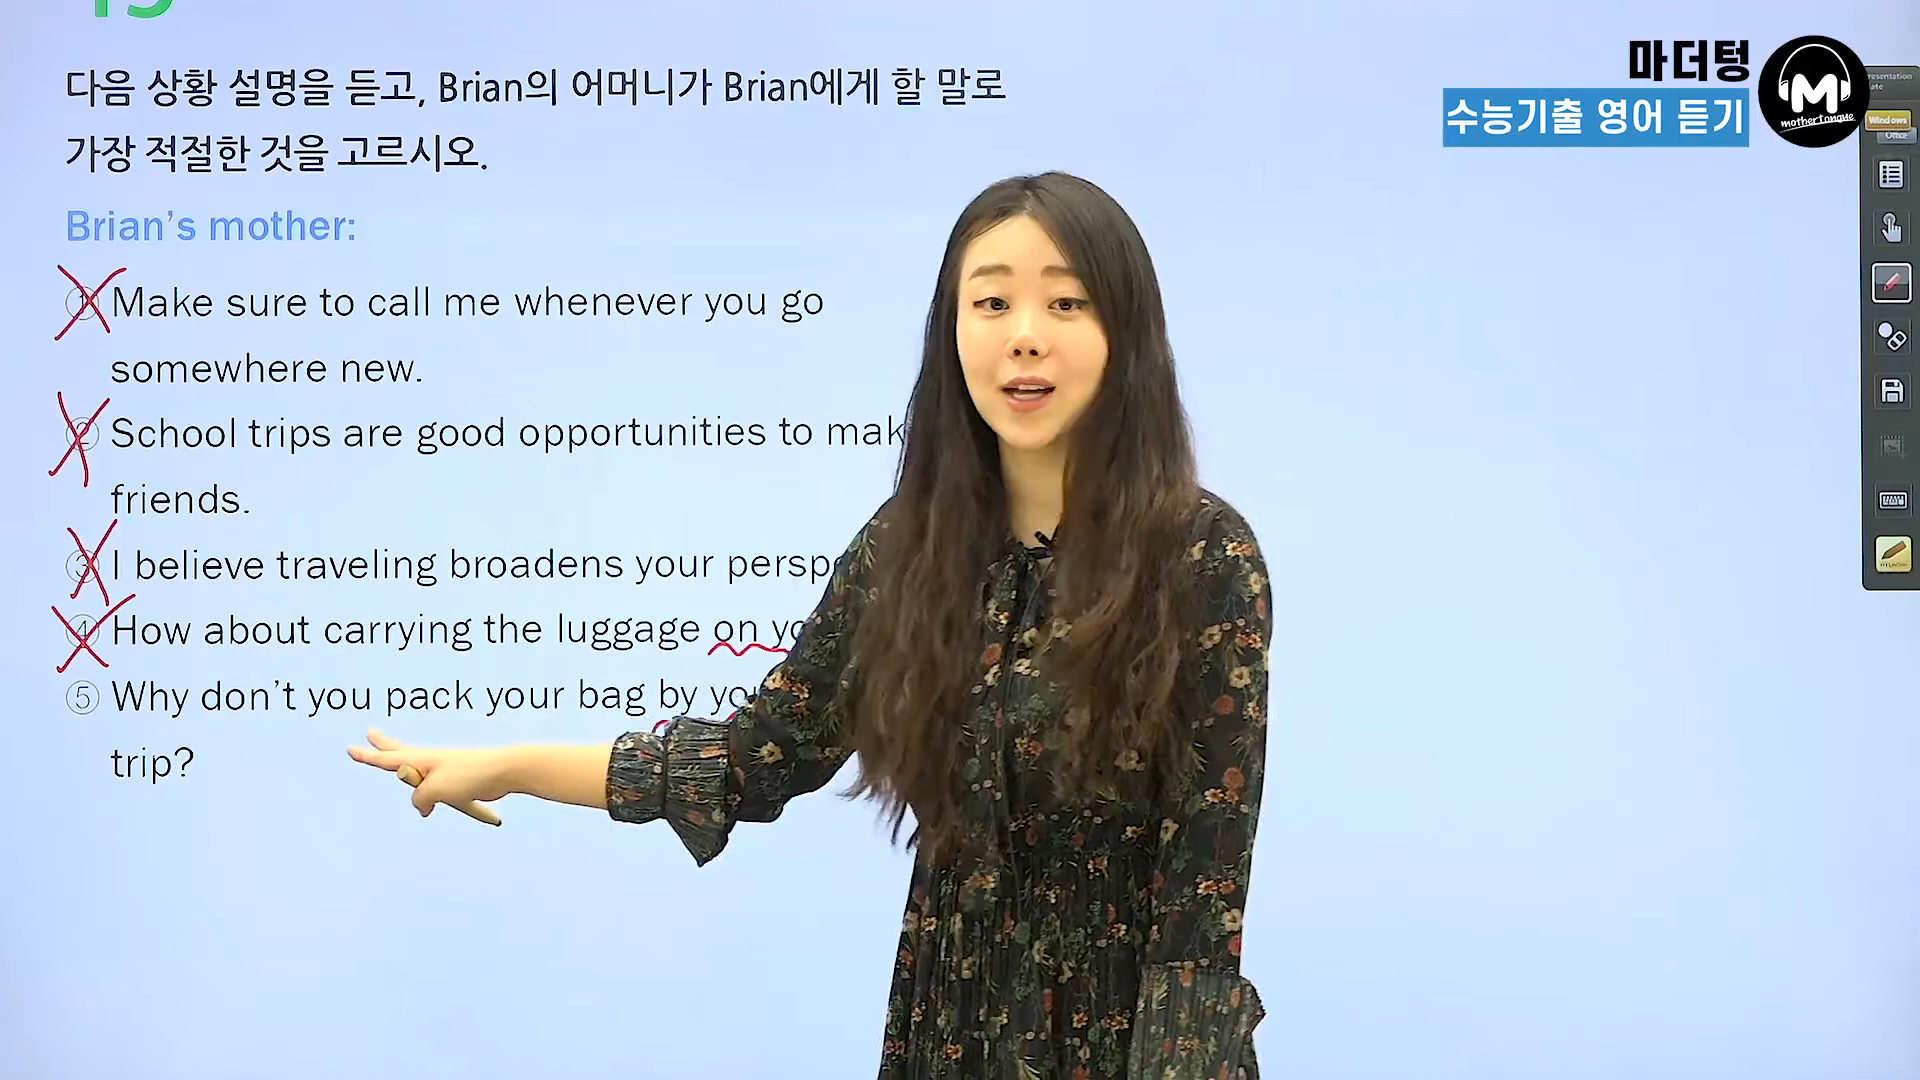 다음 상황 설명을 듣고, Brian의 어머니가 Brian에게 할 말로
가장 적절한 것을 고르시오.
Brian's mother:
① Make sure to call me whenever you go
somewhere new.
② School trips are good opportunities to
friends.
③ I believe traveling broadens your
④ How about carrying the luggage on
⑤ Why don't you pack your bag by
trip?
마더텅
수능기출 영어 듣기
M
mothertongue
Windows
Office